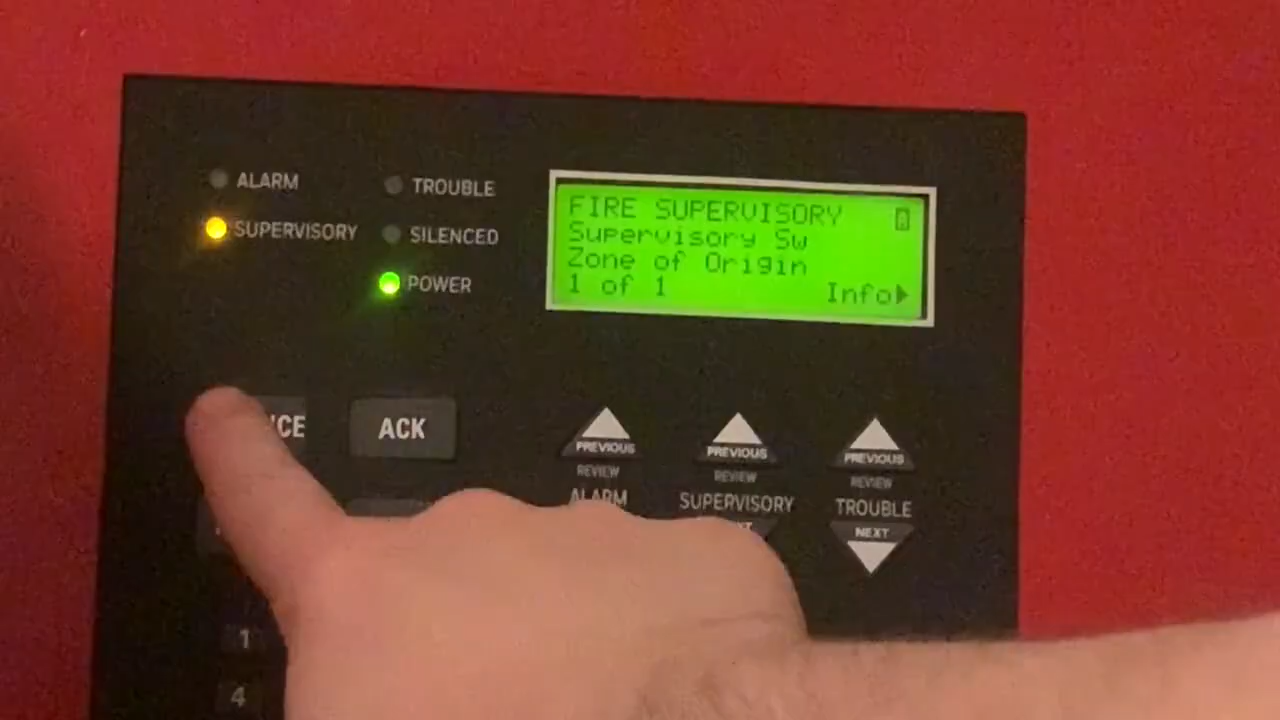 ALARM
TROUBLE
SUPERVISORY
SILENCED
POWER
FIRE SUPERVISORY
Supervisory Sw
Zone of Origin
1 of 1 Info
ACK
PREVIOUS
PREVIOUS
PREVIOUS
REVIEW
REVIEW
REVIEW
ALARM
SUPERVISORY
TROUBLE
NEXT
1
4